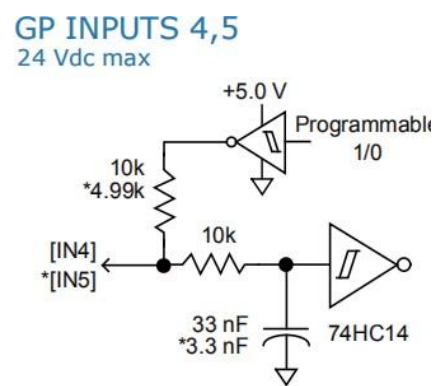 GP INPUTS 4,5
24 Vdc max
+5.0 V
Programmable
1/0
10k
*4.99k
10k
[IN4]
*[IN5]
33 nF
*3.3 nF
74HC14